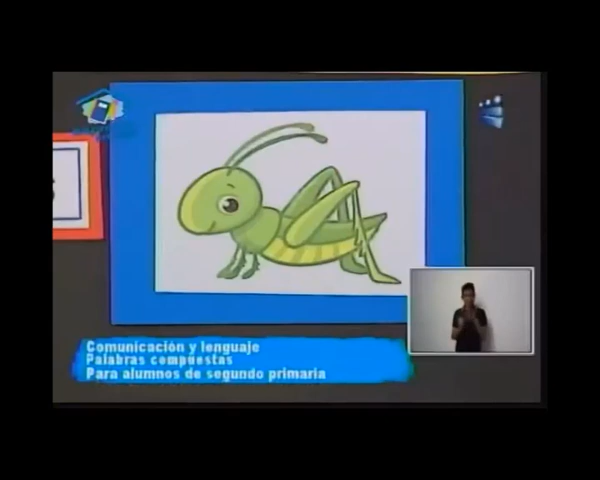 Comunicación y lenguaje
Palabras compuestas
Para alumnos de segundo primaria